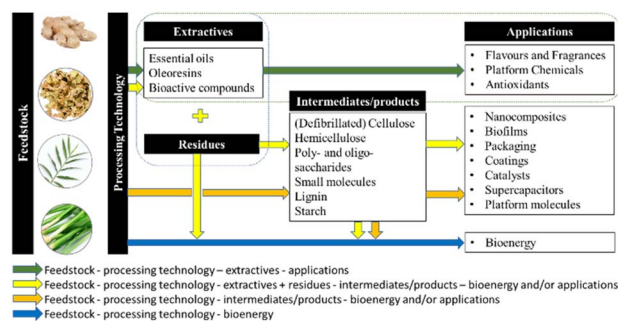 Feedstock
Processing Technology
Extractives
Essential oils
Oleoresins
Bioactive compounds
Residues
Intermediates/products
(Defibrillated) Cellulose
Hemicellulose
Poly- and oligo-
saccharides
Small molecules
Lignin
Starch
Applications
• Flavours and Fragrances
• Platform Chemicals
• Antioxidants
• Nanocomposites
• Biofilms
• Packaging
• Coatings
• Catalysts
• Supercapacitors
• Platform molecules
• Bioenergy
Feedstock - processing technology – extractives - applications
Feedstock - processing technology - extractives + residues - intermediates/products – bioenergy and/or applications
Feedstock - processing technology - intermediates/products - bioenergy and/or applications
Feedstock - processing technology - bioenergy